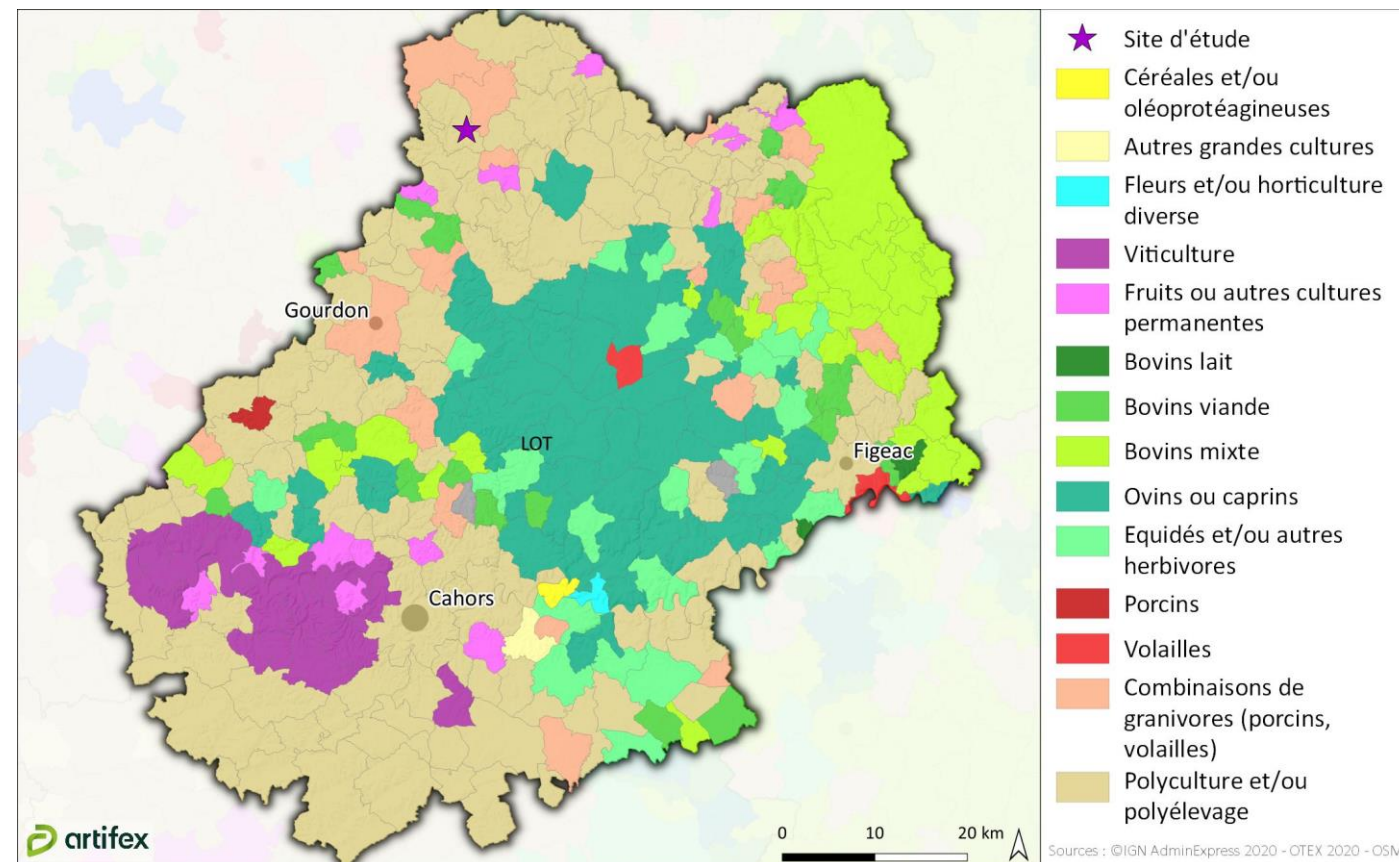 Gourdon
LOT
Figeac
Cahors
artifex
0 10 20 km
Site d'étude
Céréales et/ou
oléoprotéagineuses
Autres grandes cultures
Fleurs et/ou horticulture
diverse
Viticulture
Fruits ou autres cultures
permanentes
Bovins lait
Bovins viande
Bovins mixte
Ovins ou caprins
Equidés et/ou autres
herbivores
Porcins
Volailles
Combinaisons de
granivores (porcins,
volailles)
Polyculture et/ou
polyélevage
Sources : ©IGN AdminExpress 2020 - OTEX 2020 - OSM